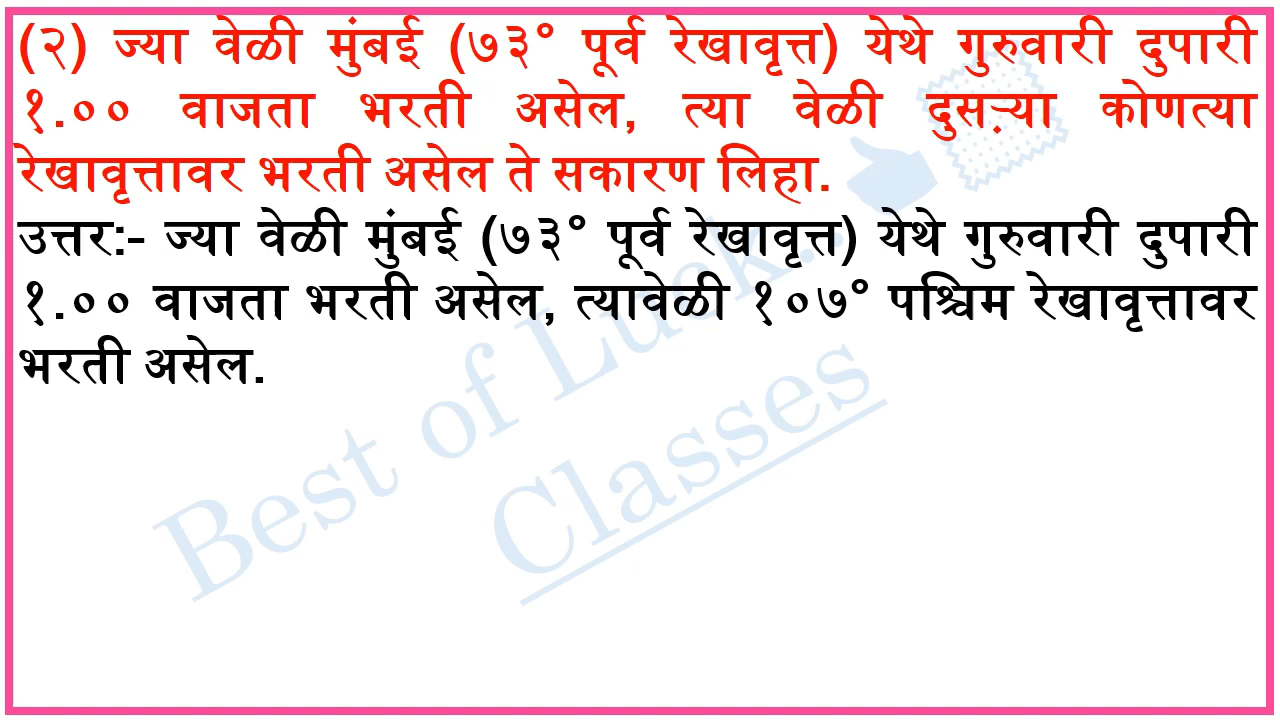 (२) ज्या वेळी मुंबई (७३° पूर्व रेखावृत्त) येथे गुरुवारी दुपारी
१.०० वाजता भरती असेल, त्या वेळी दुसऱ्या कोणत्या
रेखावृत्तावर भरती असेल ते सकारण लिहा.
उत्तर:- ज्या वेळी मुंबई (७३° पूर्व रेखावृत्त) येथे गुरुवारी दुपारी
१.०० वाजता भरती असेल, त्यावेळी १०७° पश्चिम रेखावृत्तावर
भरती असेल.
Best of Luck..
Classes